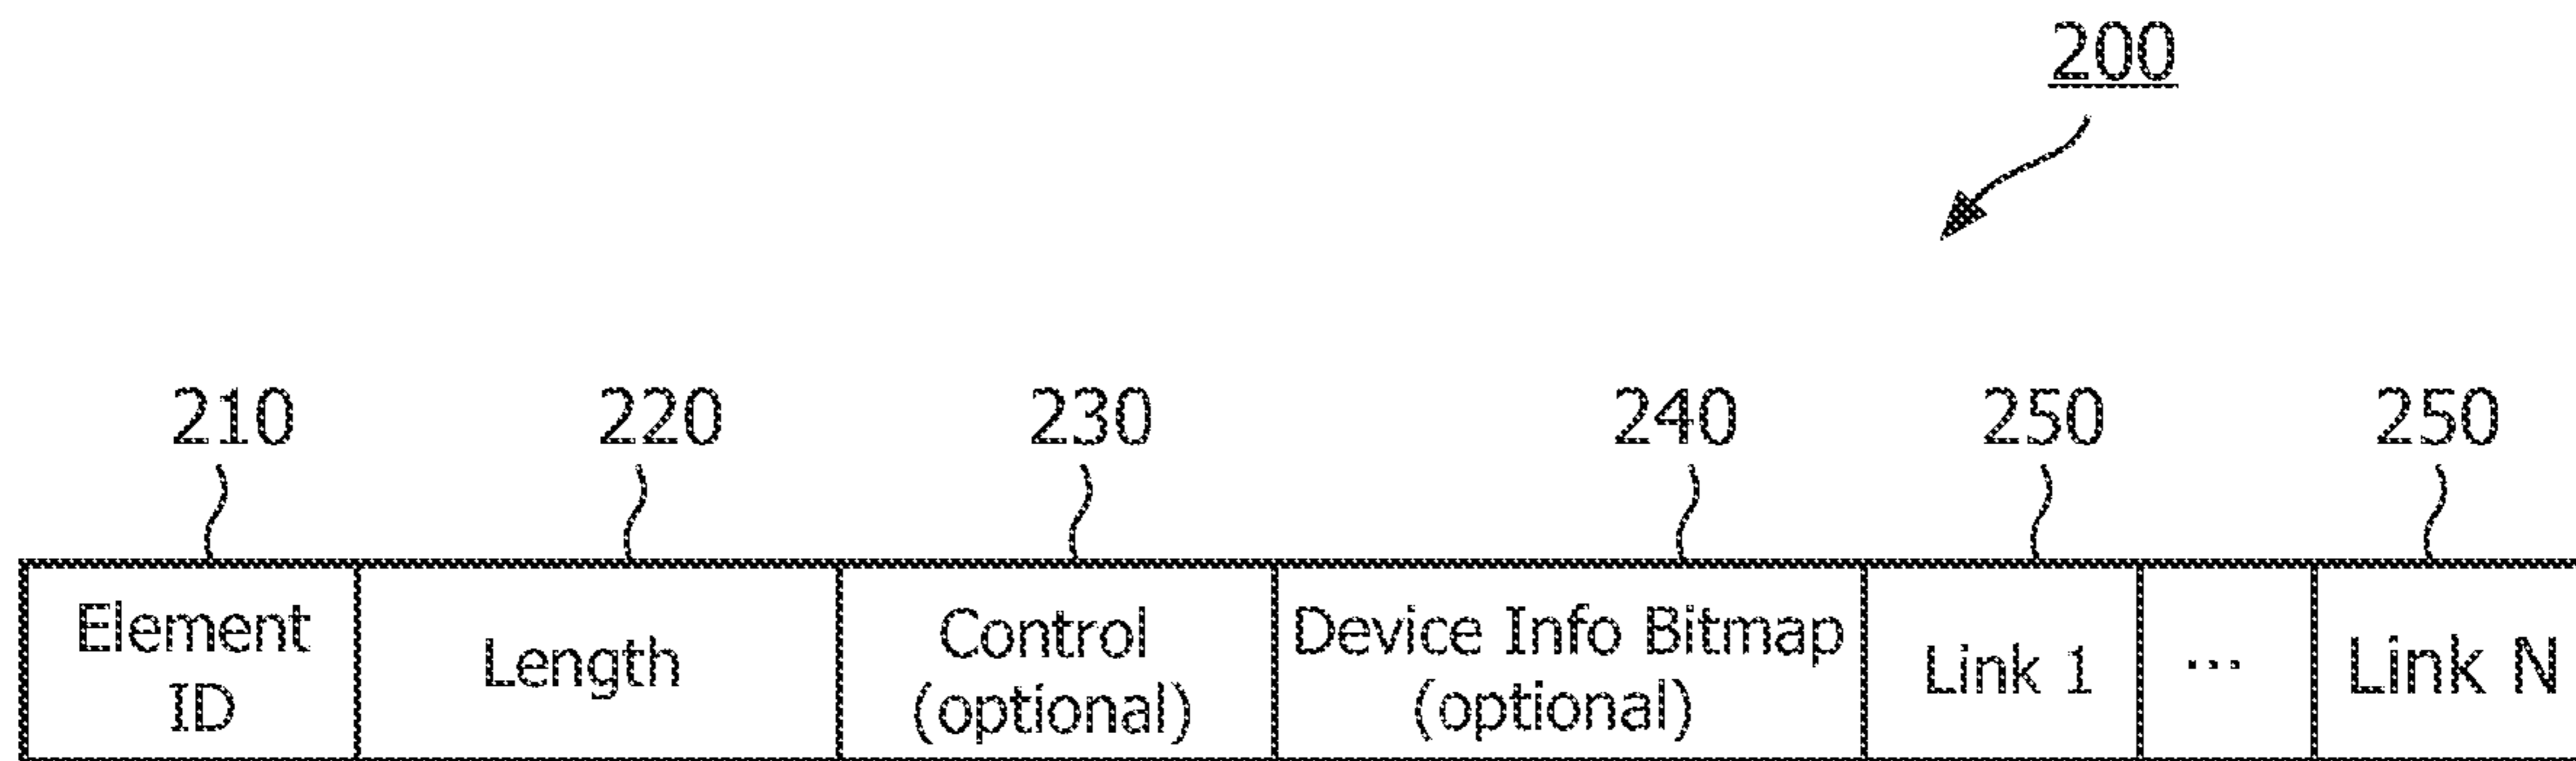 200
210 220 230 240 250 250
Element
ID
Length
Control
(optional)
Device Info Bitmap
(optional)
Link 1
...
Link N